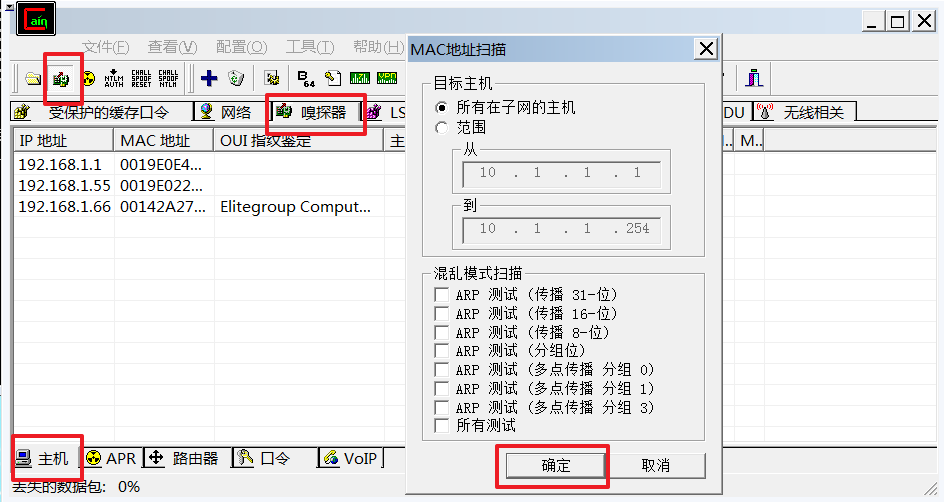 Cain
文件(F) 查看(V) 配置(O) 工具(T) 帮助(H)
NTLM AUTH
CHALL SPOOF RESET
CHALL SPOOF NTLM
B 64
受保护的缓存口令 网络 嗅探器 LS DU 无线相关
IP 地址 MAC 地址 OUI 指纹鉴定 主 M..
192.168.1.1 0019E0E4...
192.168.1.55 0019E022...
192.168.1.66 00142A27... Elitegroup Comput...
主机 APR 路由器 口令 VoIP
丢失的数据包: 0%
MAC地址扫描
目标主机
所有在子网的主机
范围
从
10 . 1 . 1 . 1
到
10 . 1 . 1 . 254
混乱模式扫描
ARP 测试 (传播 31-位)
ARP 测试 (传播 16-位)
ARP 测试 (传播 8-位)
ARP 测试 (分组位)
ARP 测试 (多点传播 分组 0)
ARP 测试 (多点传播 分组 1)
ARP 测试 (多点传播 分组 3)
所有测试
确定 取消